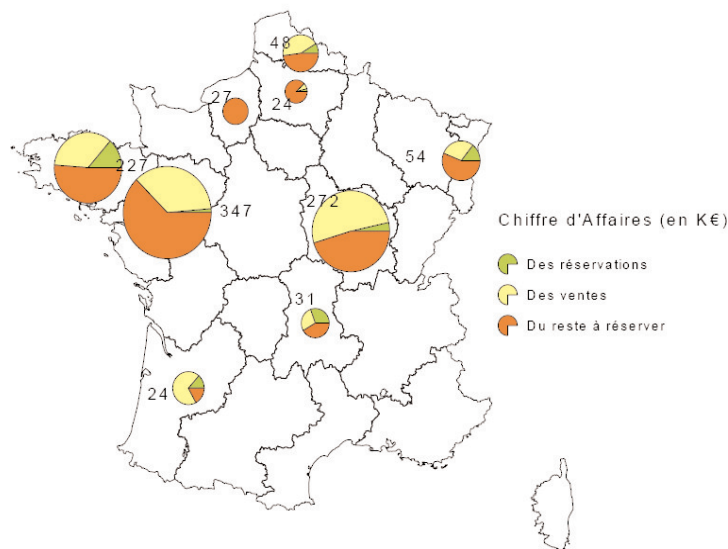 48
27
24
54
227
347
272
31
24
Chiffre d'Affaires (en K€)
Des réservations
Des ventes
Du reste à réserver